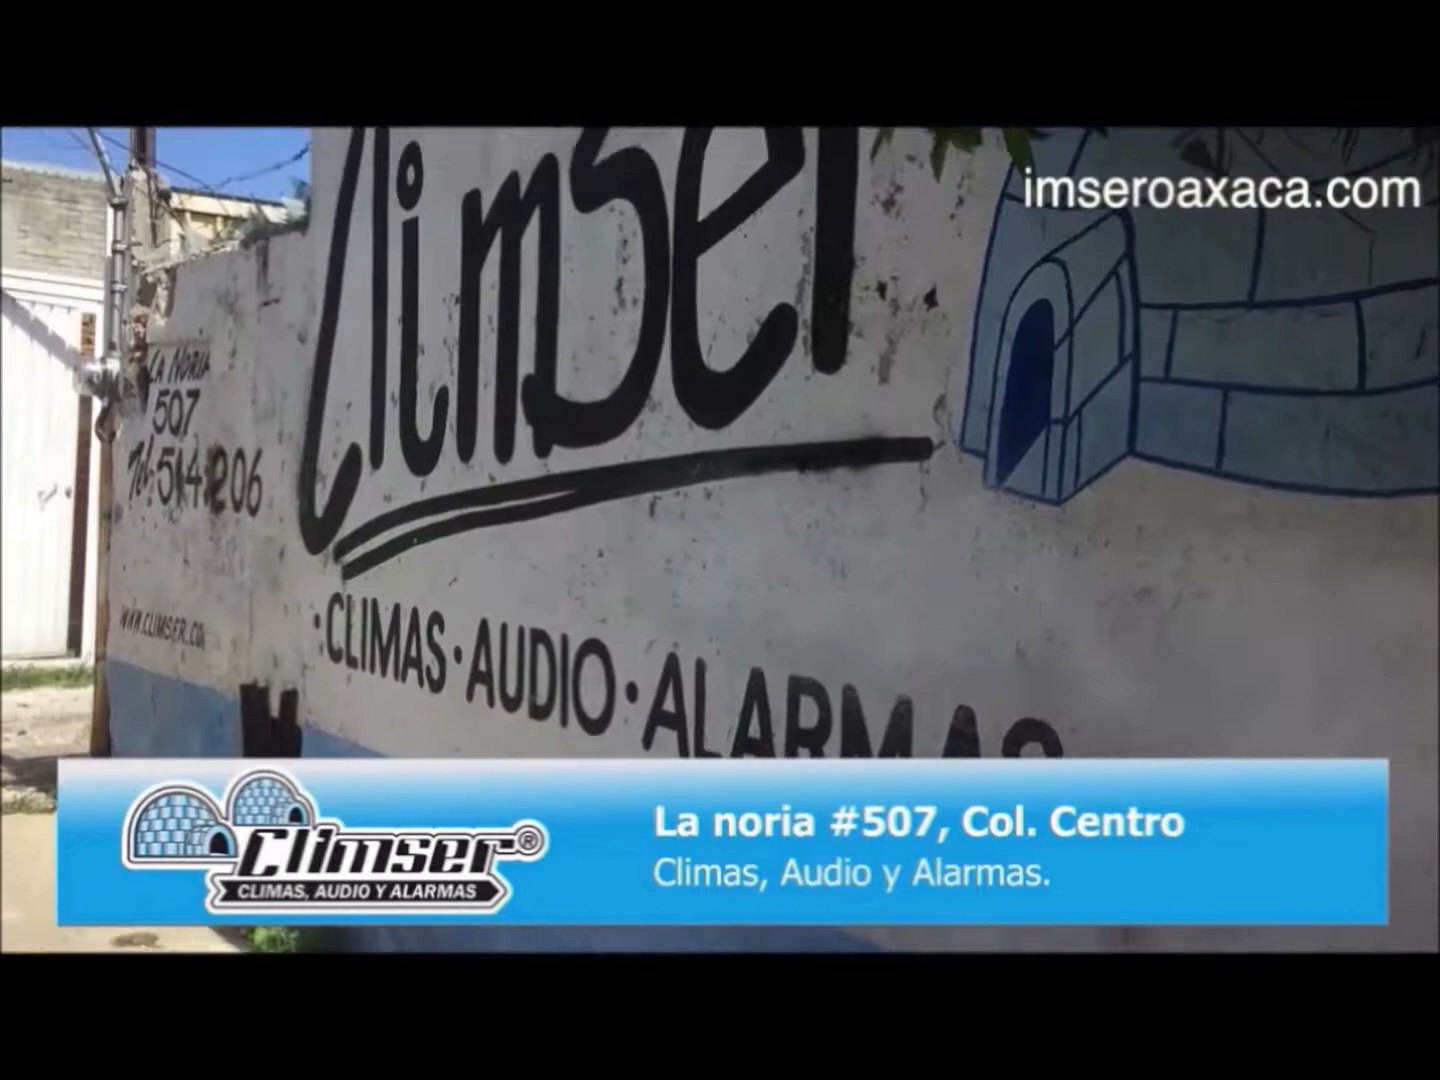 imseroaxaca.com
Climser
LA NORIA
507
Tel. 514 206
WWW.CLIMSER.CO
·CLIMAS·AUDIO·ALARMAS
Climser®
CLIMAS, AUDIO Y ALARMAS
La noria #507, Col. Centro
Climas, Audio y Alarmas.